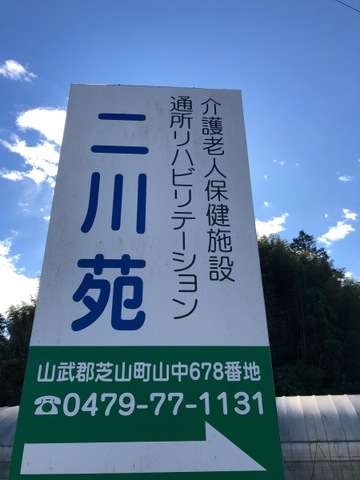 介護老人保健施設
通所リハビリテーション
二川苑
山武郡芝山町山中678番地
☎0479-77-1131